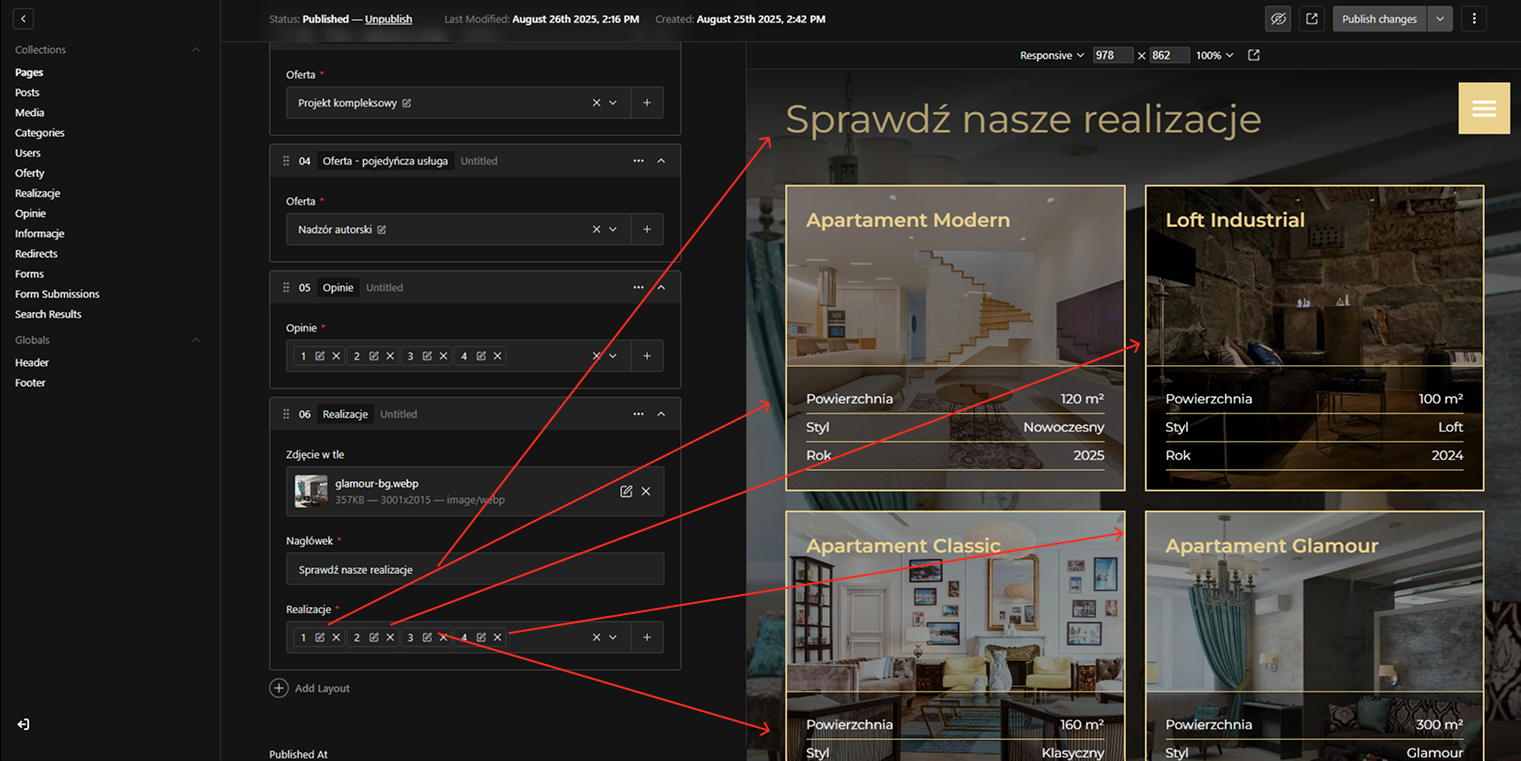 Status: Published — Unpublish Last Modified: August 26th 2025, 2:16 PM Created: August 25th 2025, 2:42 PM
Publish changes
Collections
Pages
Posts
Media
Categories
Users
Oferty
Realizacje
Opinie
Informacje
Redirects
Forms
Form Submissions
Search Results
Globals
Header
Footer
Oferta *
Projekt kompleksowy
04 Oferta - pojedyńcza usługa Untitled
Oferta *
Nadzór autorski
05 Opinie Untitled
Opinie *
1 2 3 4
06 Realizacje Untitled
Zdjęcie w tle
glamour-bg.webp
357KB — 3001x2015 — image/webp
Nagłówek *
Sprawdź nasze realizacje
Realizacje *
1 2 3 4
Add Layout
Published At
Responsive 978 × 862 100%
Sprawdź nasze realizacje
Apartament Modern
Powierzchnia 120 m²
Styl Nowoczesny
Rok 2025
Loft Industrial
Powierzchnia 100 m²
Styl Loft
Rok 2024
Apartament Classic
Powierzchnia 160 m²
Styl Klasyczny
Apartament Glamour
Powierzchnia 300 m²
Styl Glamour